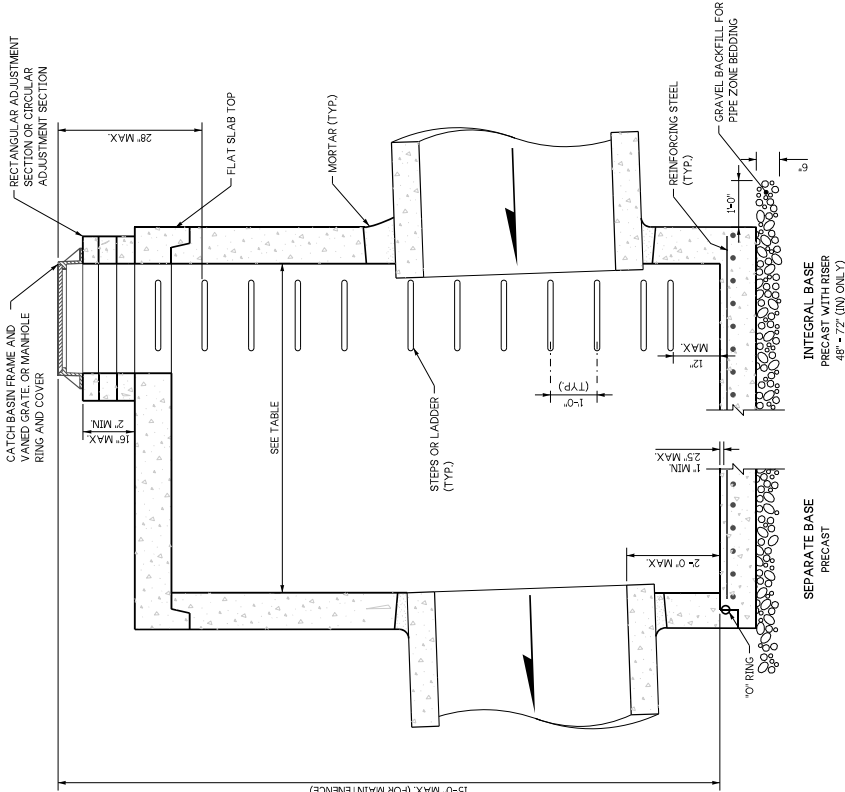 CATCH BASIN FRAME AND
VANED GRATE, OR MANHOLE
RING AND COVER
RECTANGULAR ADJUSTMENT
SECTION OR CIRCULAR
ADJUSTMENT SECTION
28" MAX.
FLAT SLAB TOP
MORTAR (TYP.)
16" MAX.
2" MIN.
SEE TABLE
STEPS OR LADDER
(TYP.)
1'-0"
(TYP.)
12"
MAX.
REINFORCING STEEL
(TYP.)
GRAVEL BACKFILL FOR
PIPE ZONE BEDDING
1'-0"
6"
1" MIN.
2.5" MAX.
2'-0" MAX.
"O" RING
INTEGRAL BASE
PRECAST WITH RISER
48" - 72" (IN) ONLY)
SEPARATE BASE
PRECAST
15'-0" MAX. (FOR MAINTENENCE)